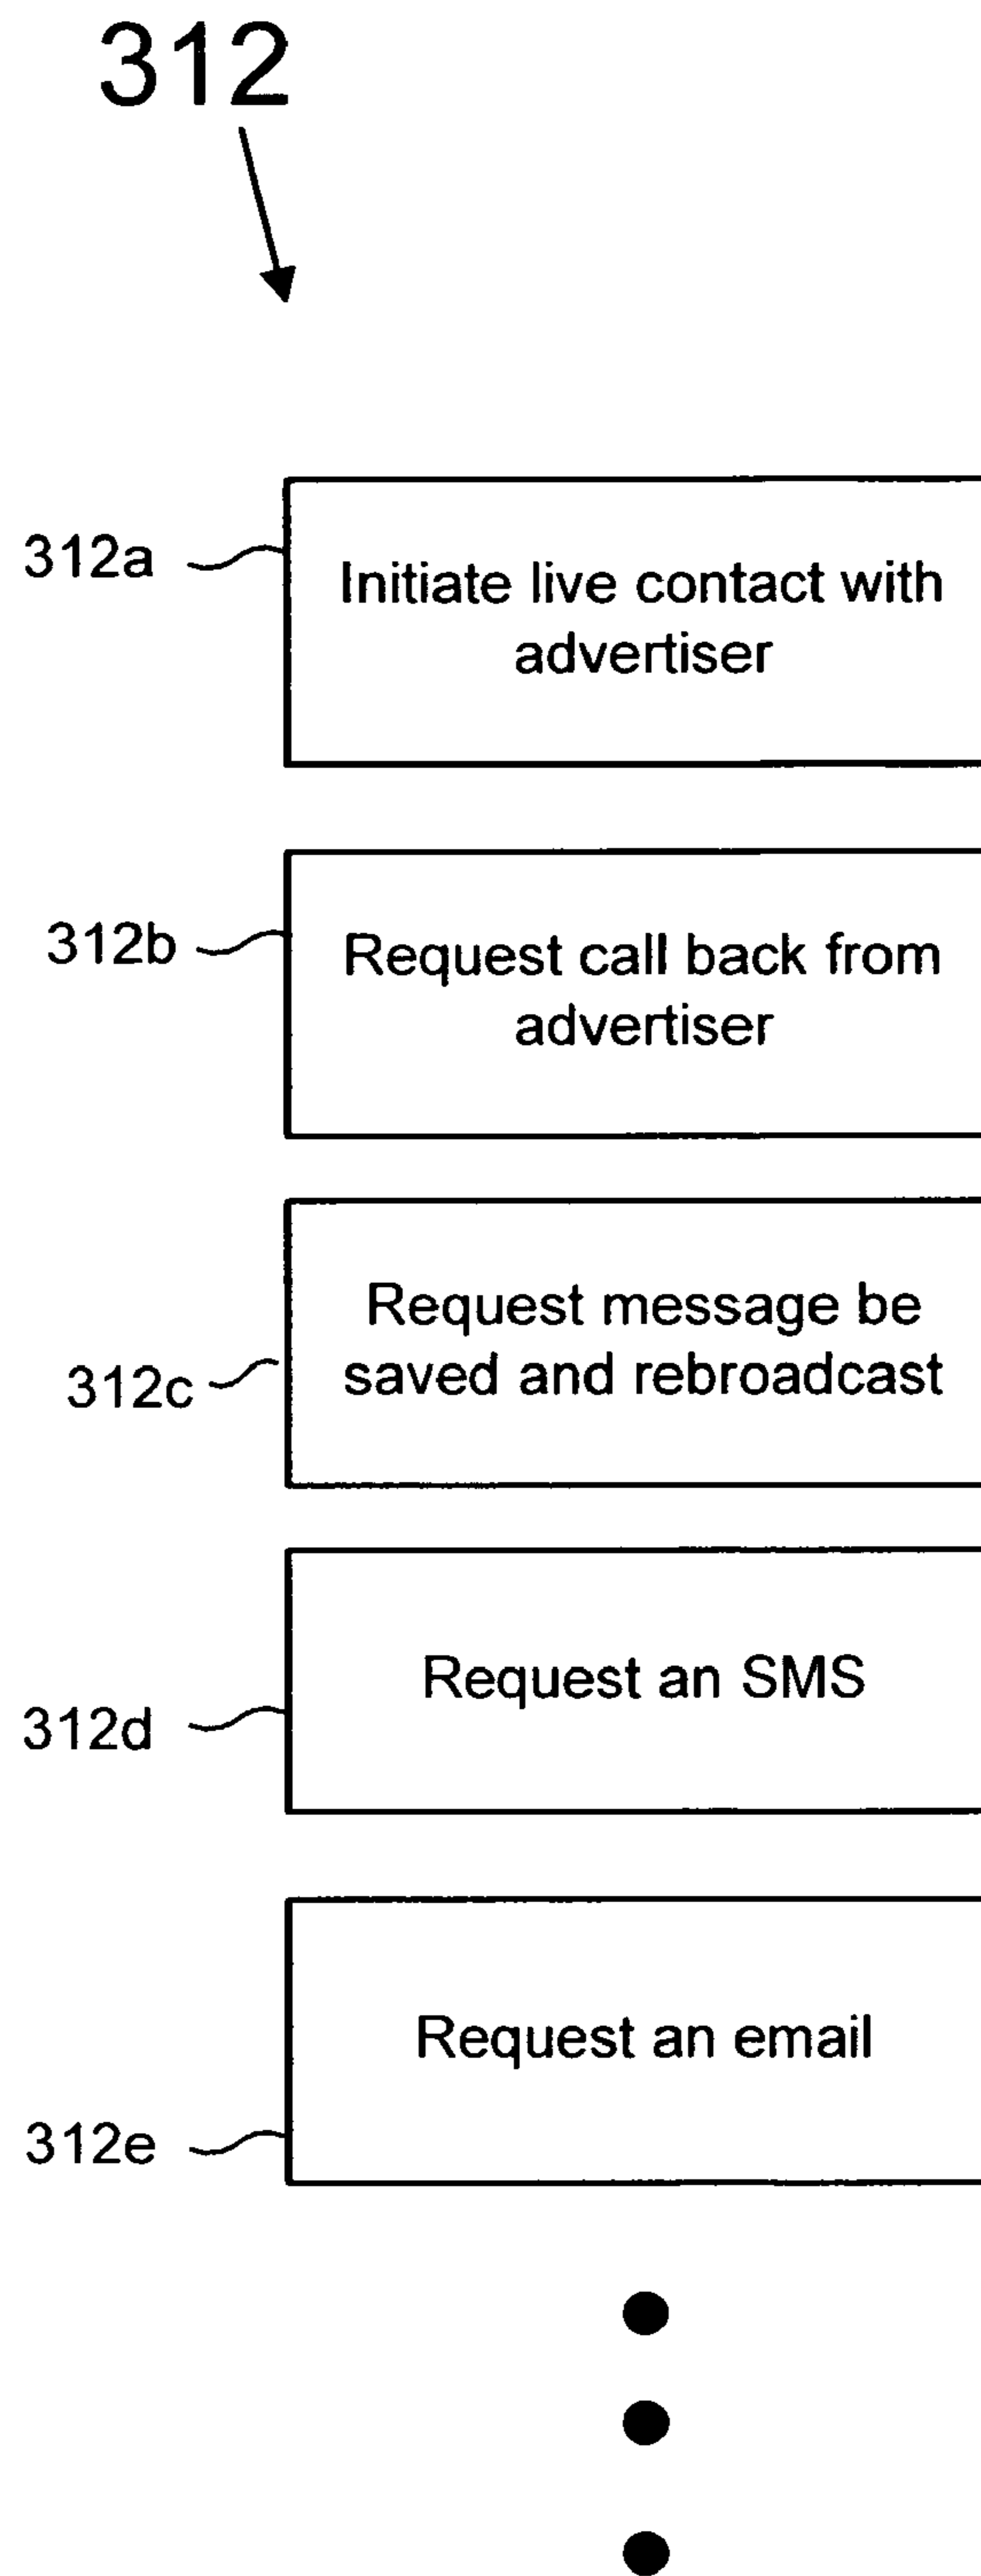 312
312a
Initiate live contact with
advertiser
312b
Request call back from
advertiser
312c
Request message be
saved and rebroadcast
312d
Request an SMS
312e
Request an email